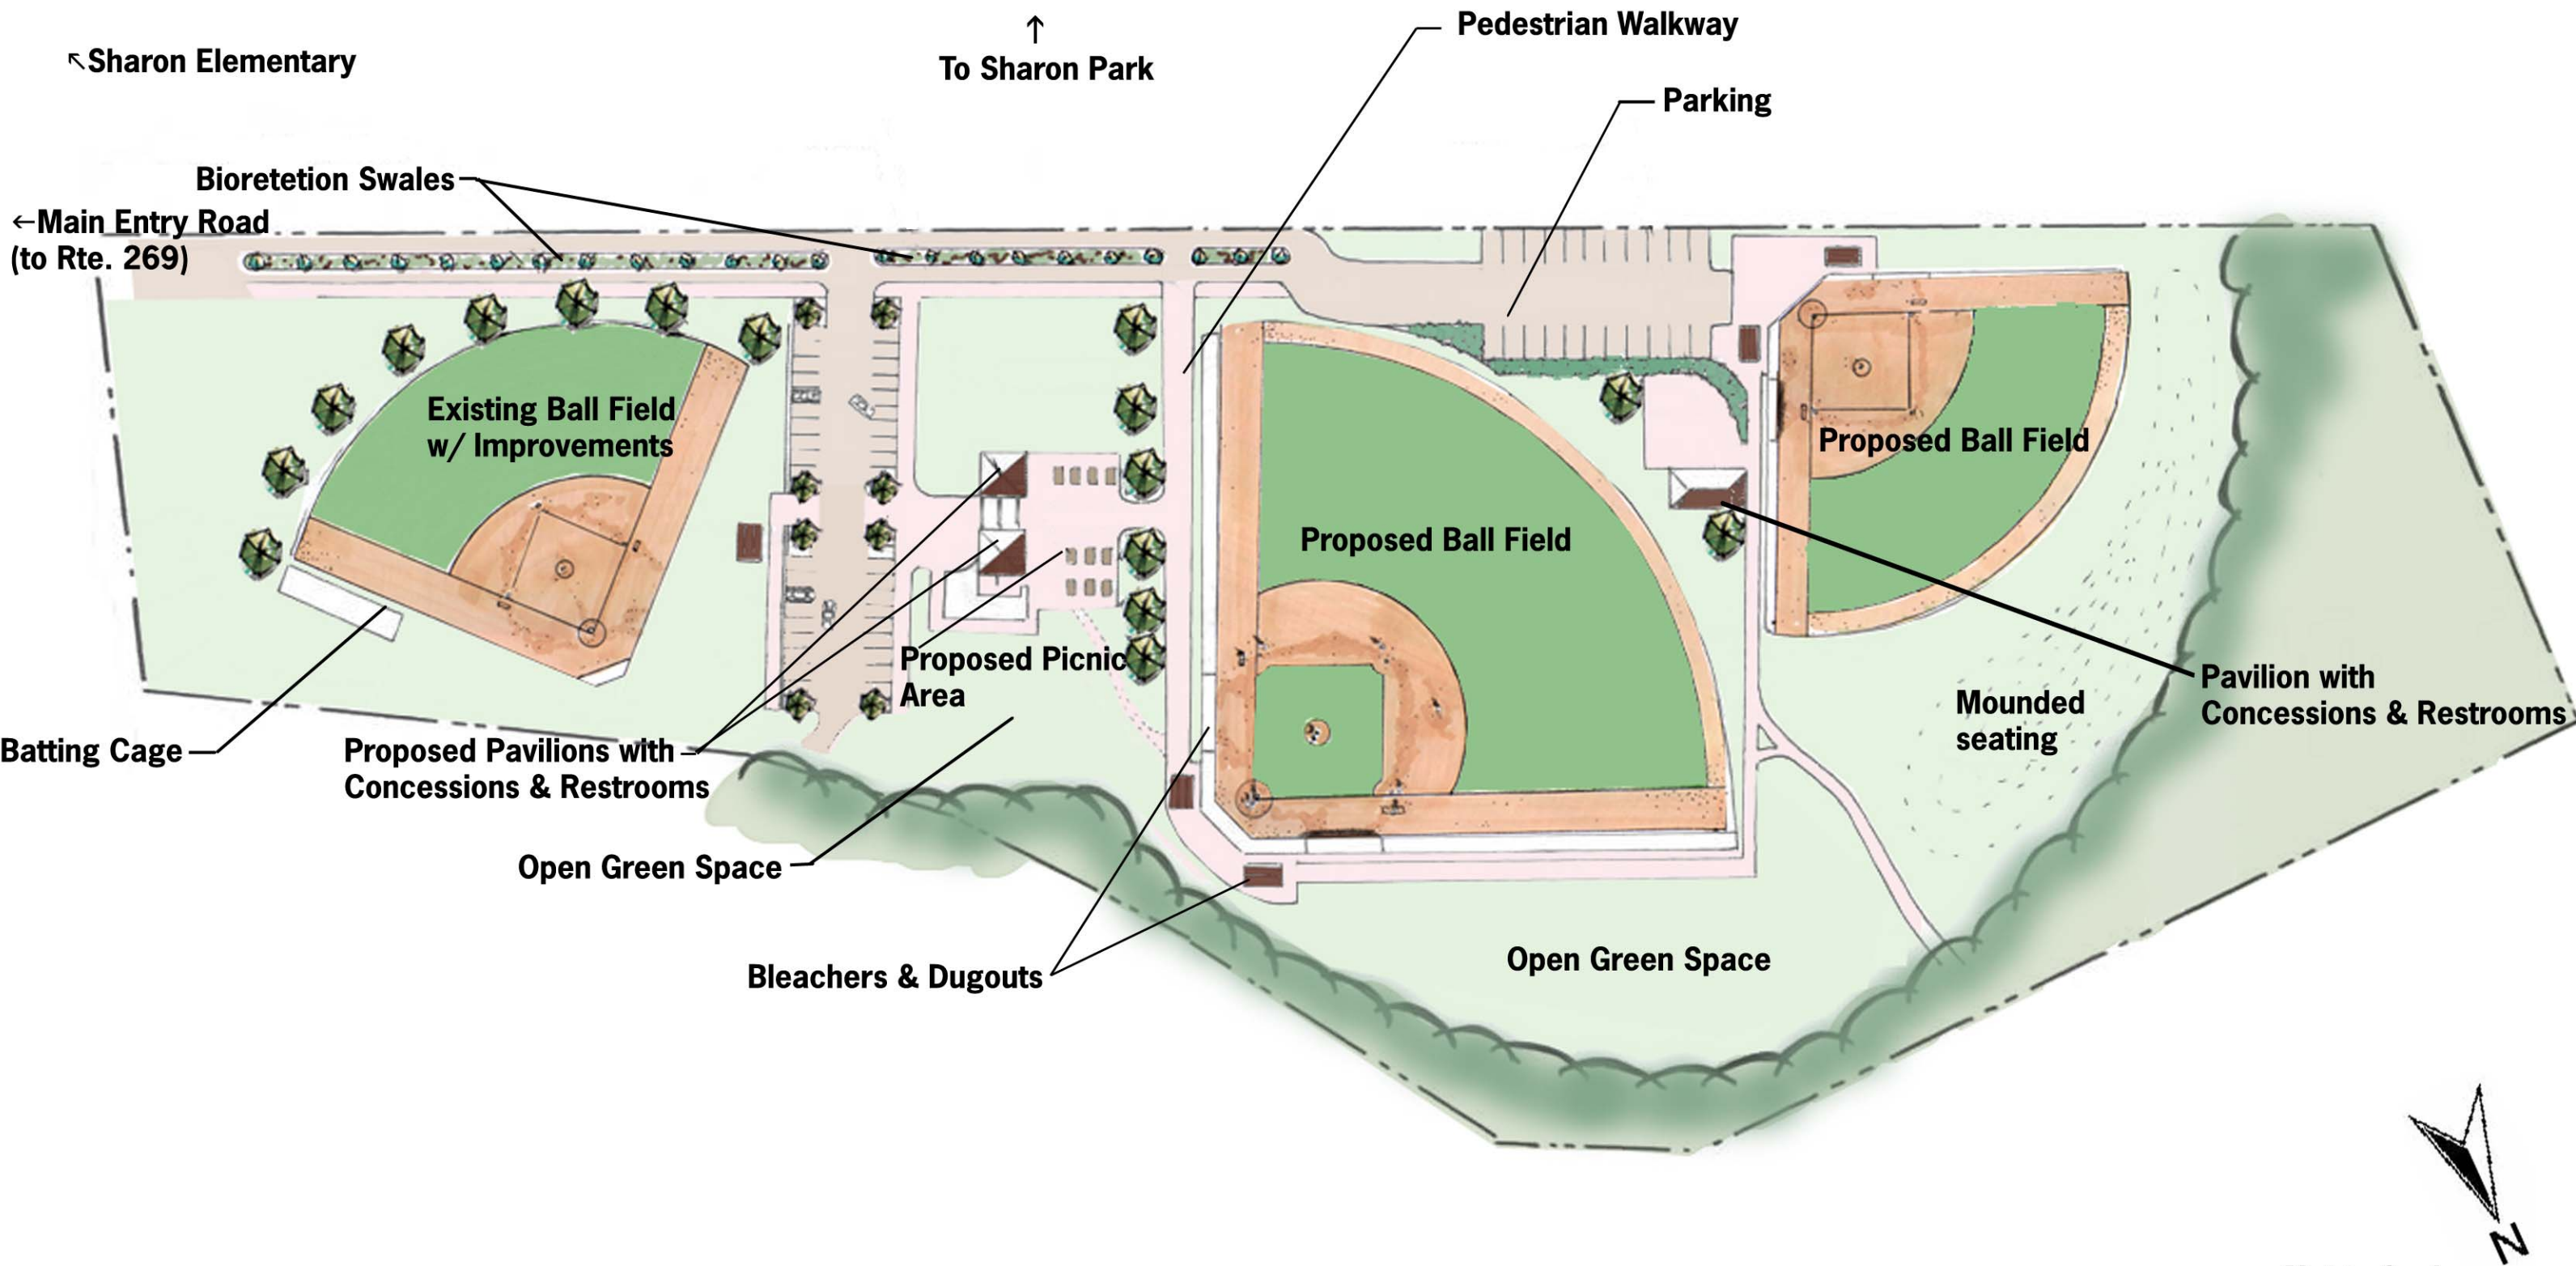 ↑
To Sharon Park
Pedestrian Walkway
↖Sharon Elementary
Parking
Bioretetion Swales
←Main Entry Road
(to Rte. 269)
Existing Ball Field
w/ Improvements
Proposed Ball Field
Proposed Ball Field
Proposed Picnic
Area
Mounded
seating
Pavilion with
Concessions & Restrooms
Batting Cage
Proposed Pavilions with
Concessions & Restrooms
Open Green Space
Bleachers & Dugouts
Open Green Space
N